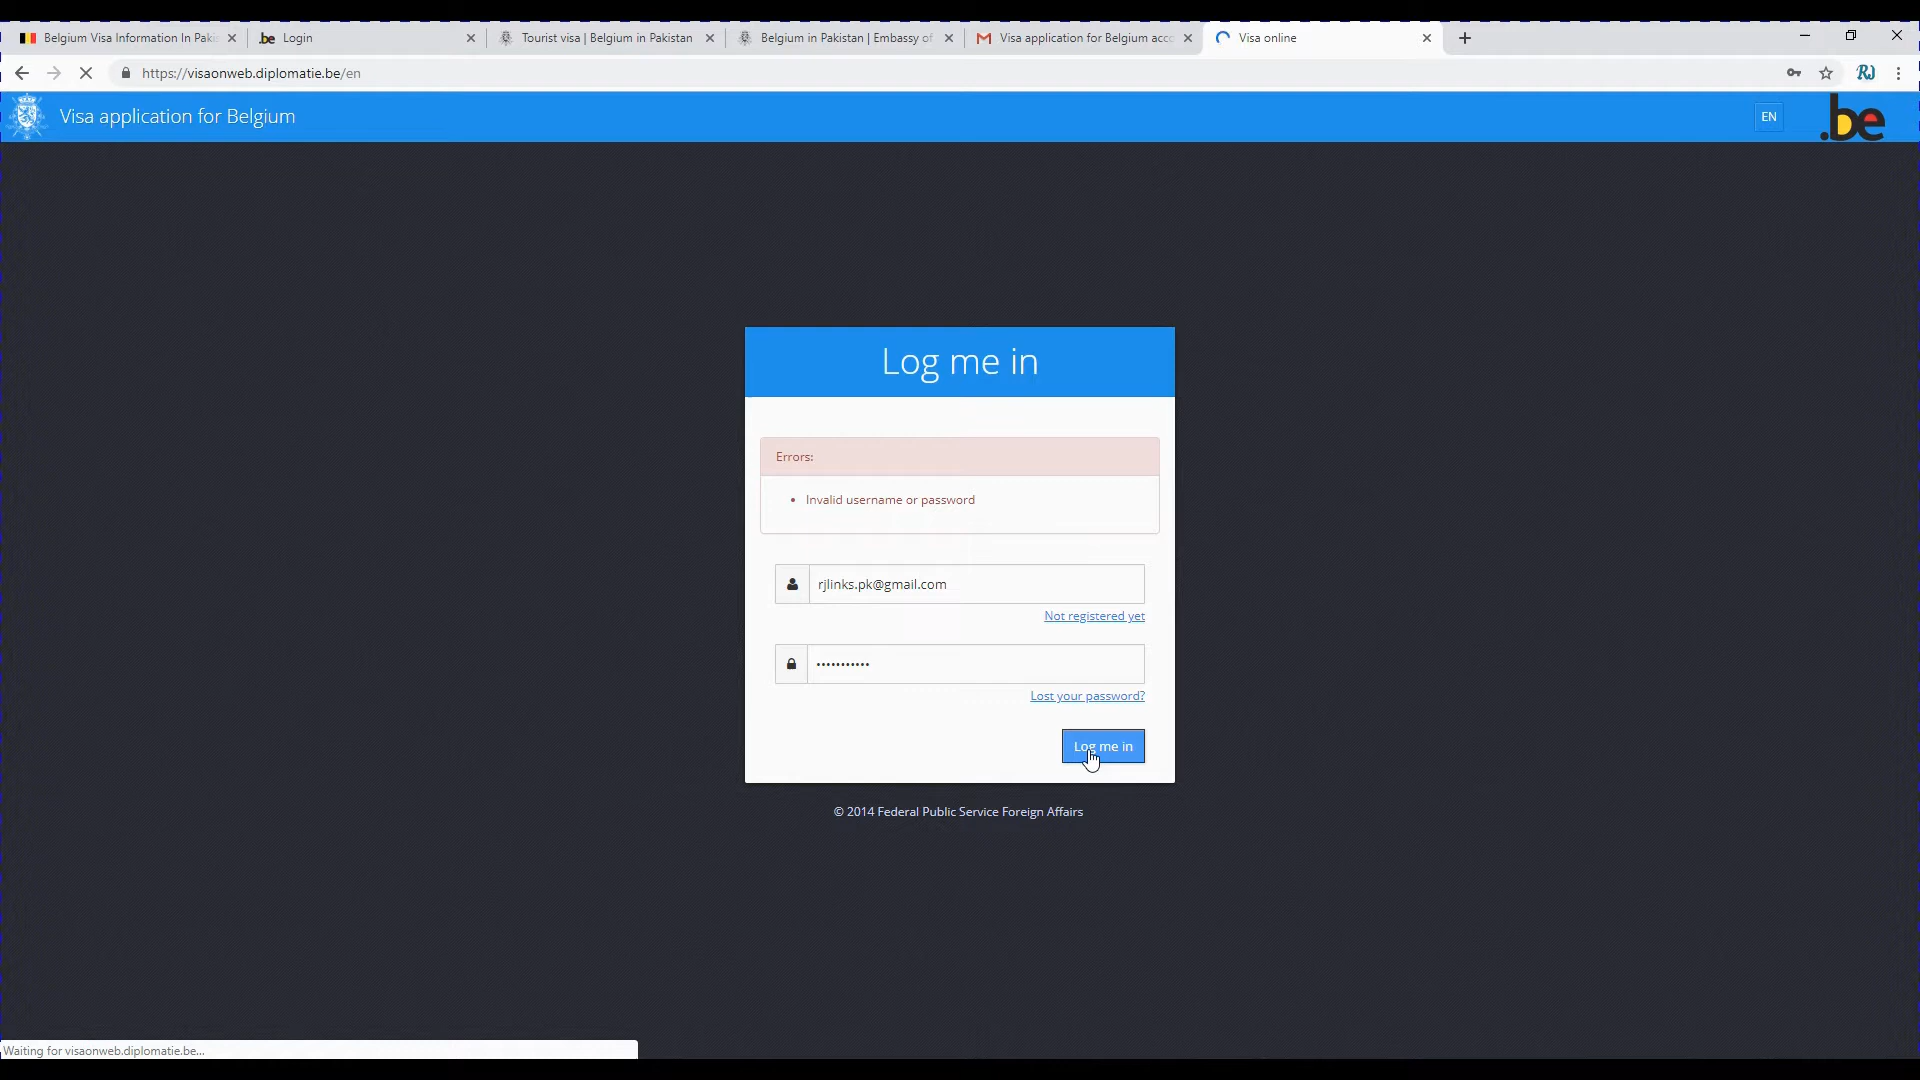 Belgium Visa Information In Paki
.be Login
Tourist visa | Belgium in Pakistan
Belgium in Pakistan | Embassy of
Visa application for Belgium acco
Visa online
https://visaonweb.diplomatie.be/en
RJ
Visa application for Belgium
EN
.be
Log me in
Errors:
Invalid username or password
rjlinks.pk@gmail.com
Not registered yet
Lost your password?
Log me in
© 2014 Federal Public Service Foreign Affairs
Waiting for visaonweb.diplomatie.be...